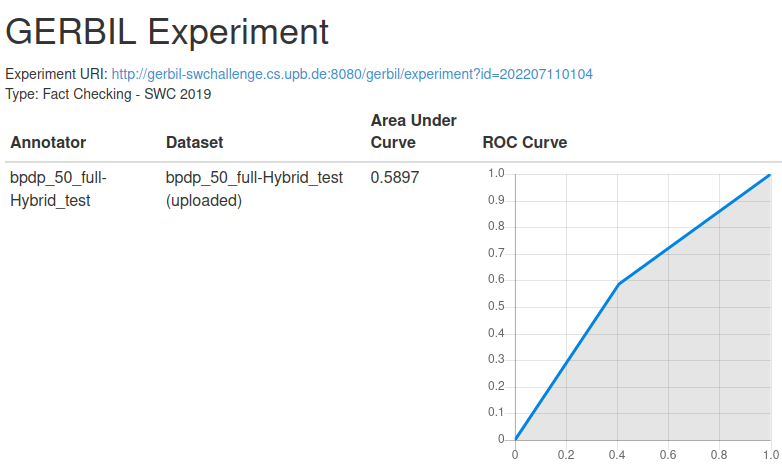 GERBIL Experiment
Experiment URI: http://gerbil-swchallenge.cs.upb.de:8080/gerbil/experiment?id=202207110104
Type: Fact Checking - SWC 2019
Annotator Dataset Area Under Curve ROC Curve
bpdp_50_full-
Hybrid_test
bpdp_50_full-Hybrid_test
(uploaded)
0.5897
1.0
0.9
0.8
0.7
0.6
0.5
0.4
0.3
0.2
0.1
0
0 0.2 0.4 0.6 0.8 1.0